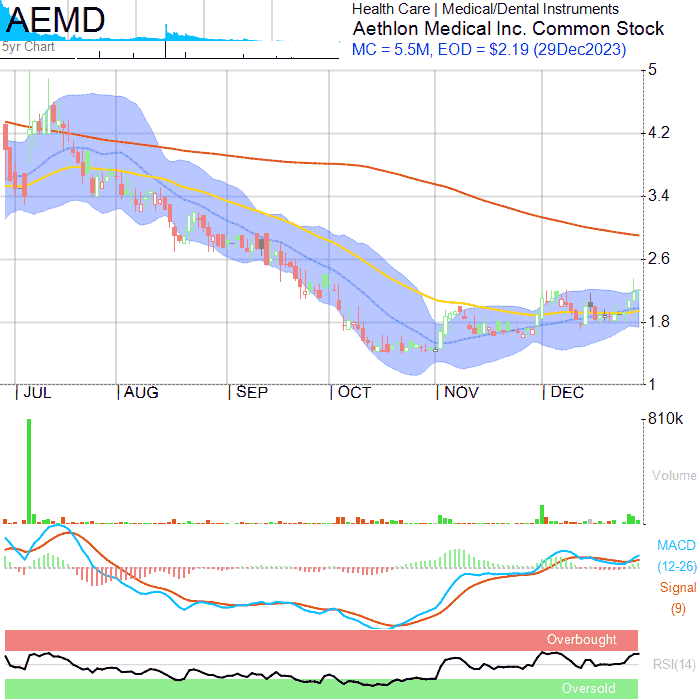 AEMD
5yr Chart
Health Care | Medical/Dental Instruments
Aethlon Medical Inc. Common Stock
MC = 5.5M, EOD = $2.19 (29Dec2023)
5
4.2
3.4
2.6
1.8
1
JUL AUG SEP OCT NOV DEC
810k
Volume
MACD
(12-26)
Signal
(9)
Overbought
RSI(14)
Oversold